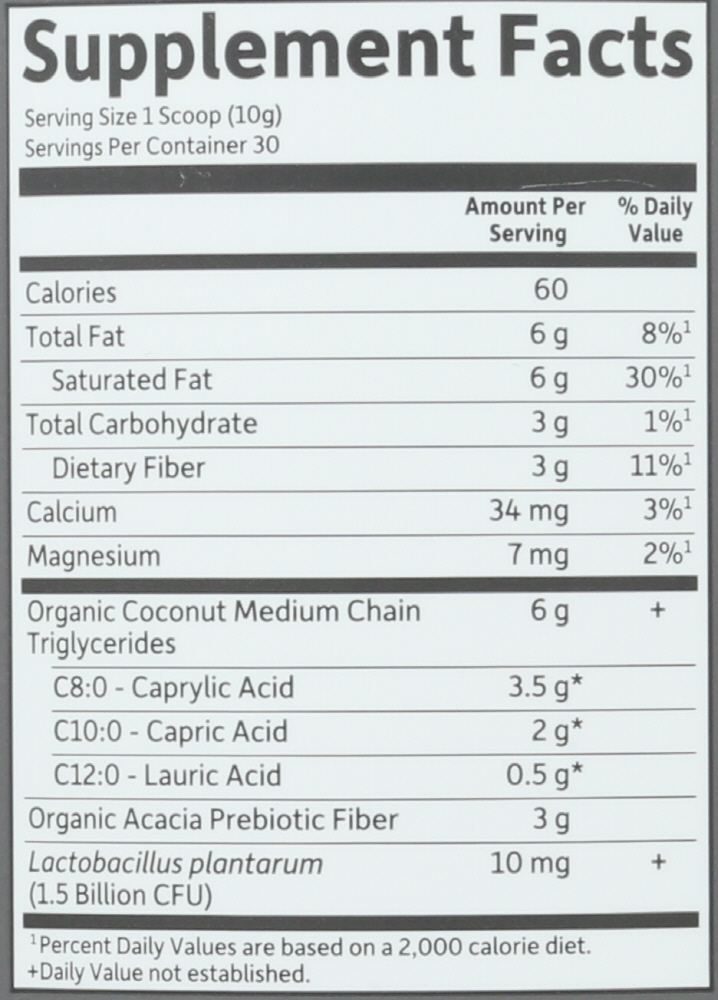 Supplement Facts
Serving Size 1 Scoop (10g)
Servings Per Container 30
Amount Per Serving % Daily Value
Calories 60
Total Fat 6 g 8%¹
Saturated Fat 6 g 30%¹
Total Carbohydrate 3 g 1%¹
Dietary Fiber 3 g 11%¹
Calcium 34 mg 3%¹
Magnesium 7 mg 2%¹
Organic Coconut Medium Chain 6 g +
Triglycerides
C8:0 - Caprylic Acid 3.5 g*
C10:0 - Capric Acid 2 g*
C12:0 - Lauric Acid 0.5 g*
Organic Acacia Prebiotic Fiber 3 g
Lactobacillus plantarum 10 mg +
(1.5 Billion CFU)
¹Percent Daily Values are based on a 2,000 calorie diet.
+Daily Value not established.